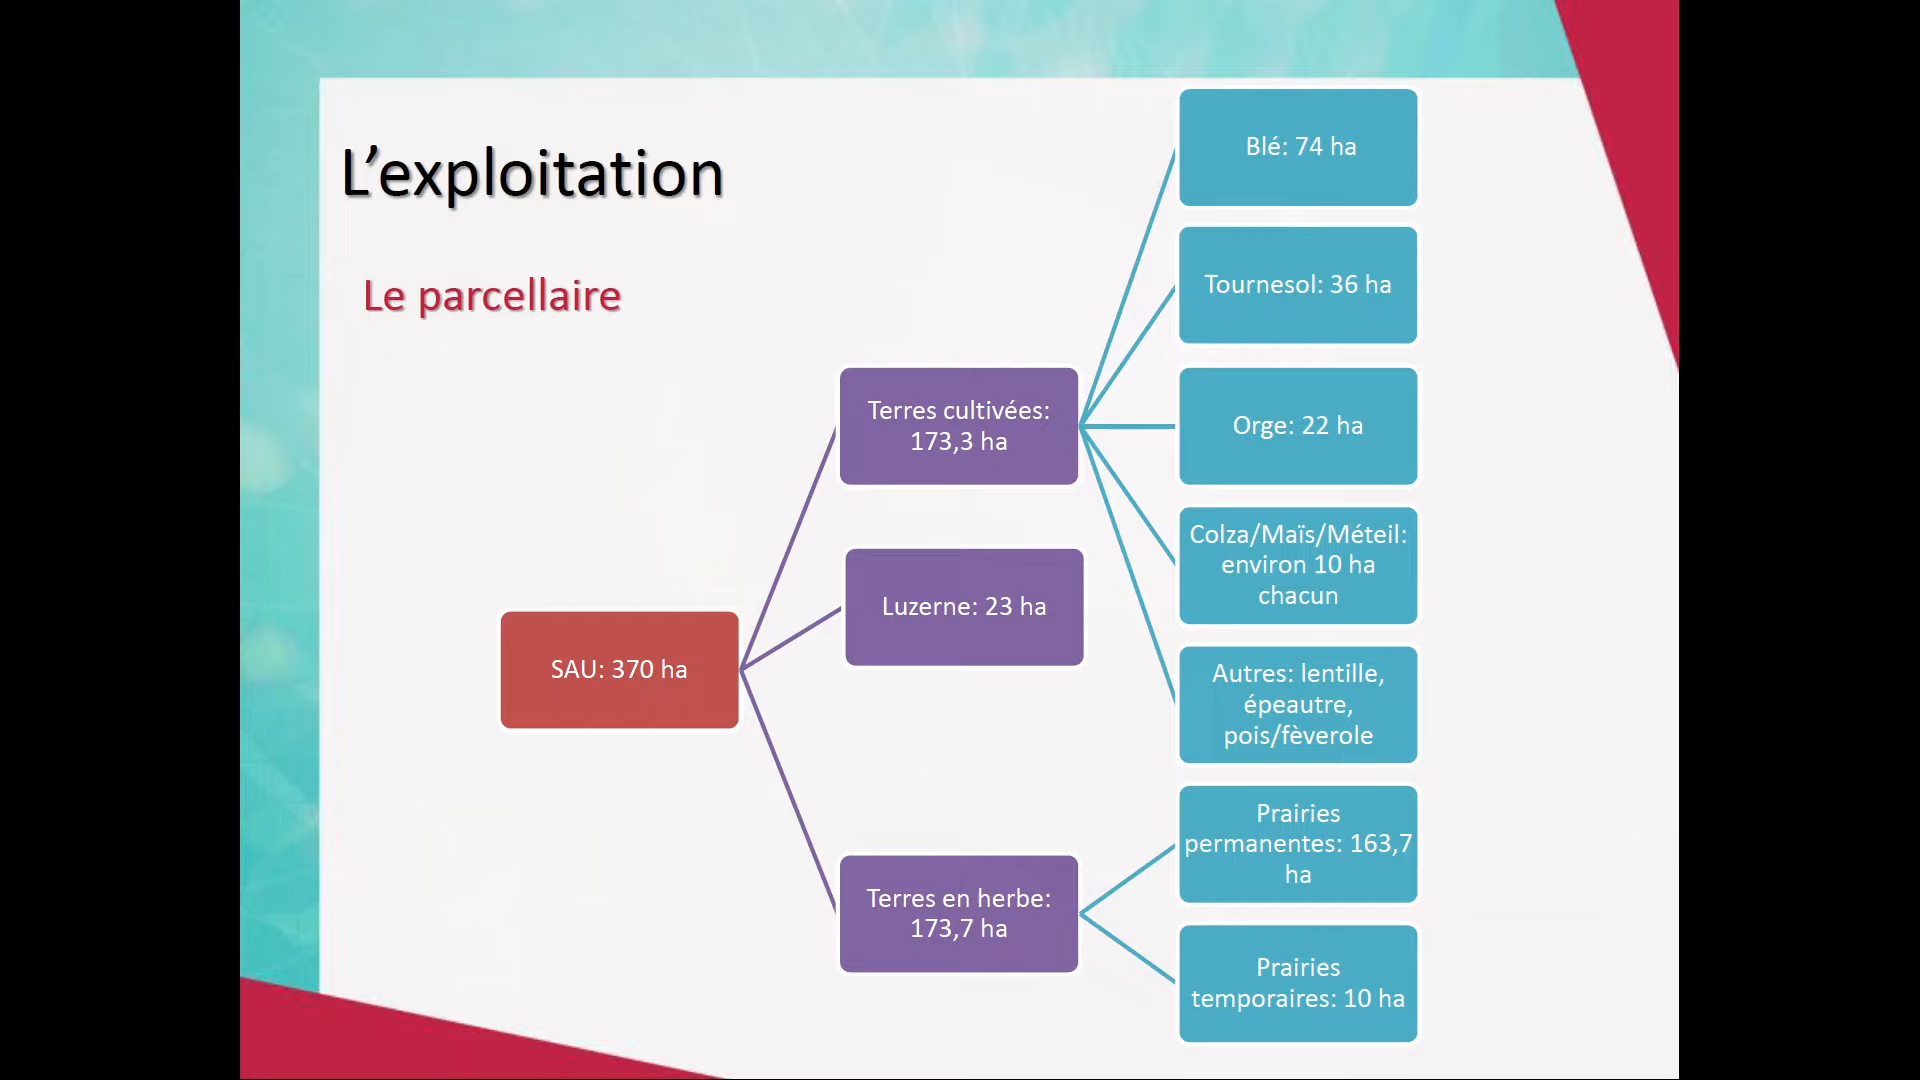 L’exploitation
Le parcellaire
SAU: 370 ha
Terres cultivées:
173,3 ha
Luzerne: 23 ha
Terres en herbe:
173,7 ha
Blé: 74 ha
Tournesol: 36 ha
Orge: 22 ha
Colza/Maïs/Méteil:
environ 10 ha
chacun
Autres: lentille,
épeautre,
pois/fèverole
Prairies
permanentes: 163,7
ha
Prairies
temporaires: 10 ha